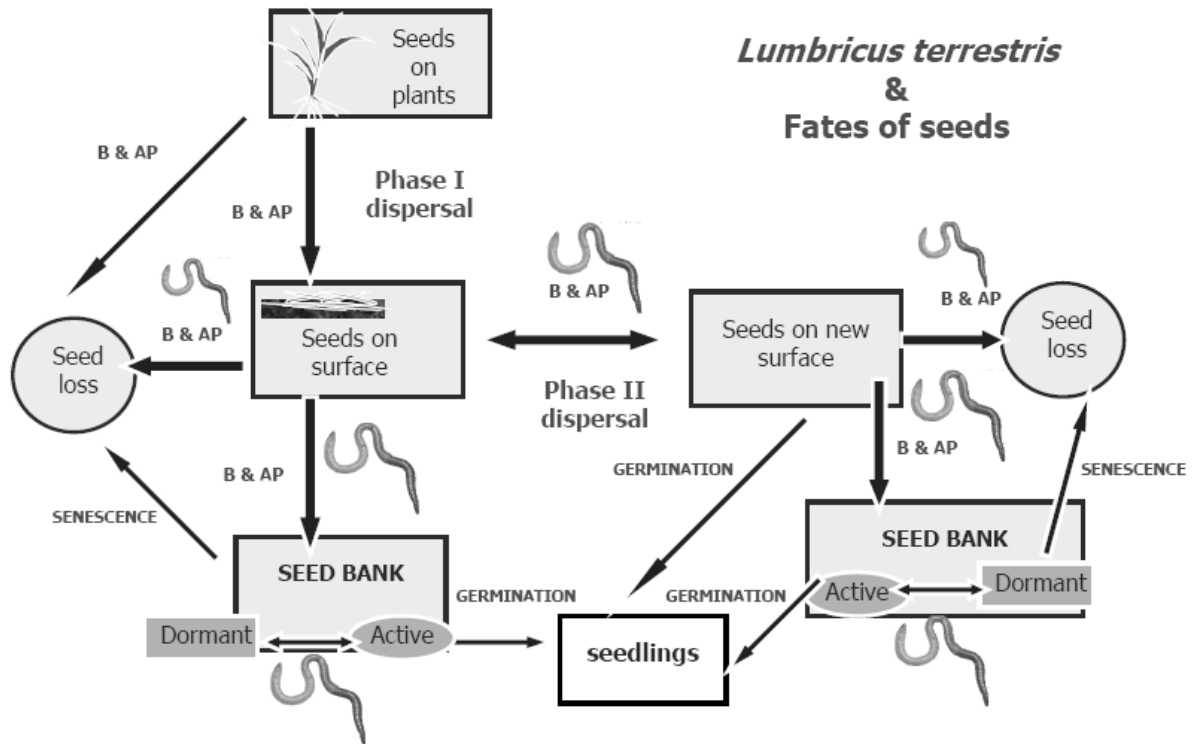 Seeds
on
plants
Lumbricus terrestris
&
Fates of seeds
B & AP
B & AP
Phase I
dispersal
B & AP
Seeds on
surface
Seed
loss
B & AP
Phase II
dispersal
Seeds on new
surface
B & AP
Seed
loss
B & AP
B & AP
SENESCENCE
GERMINATION
SENESCENCE
SEED BANK
Dormant
Active
GERMINATION
GERMINATION
seedlings
SEED BANK
Active
Dormant